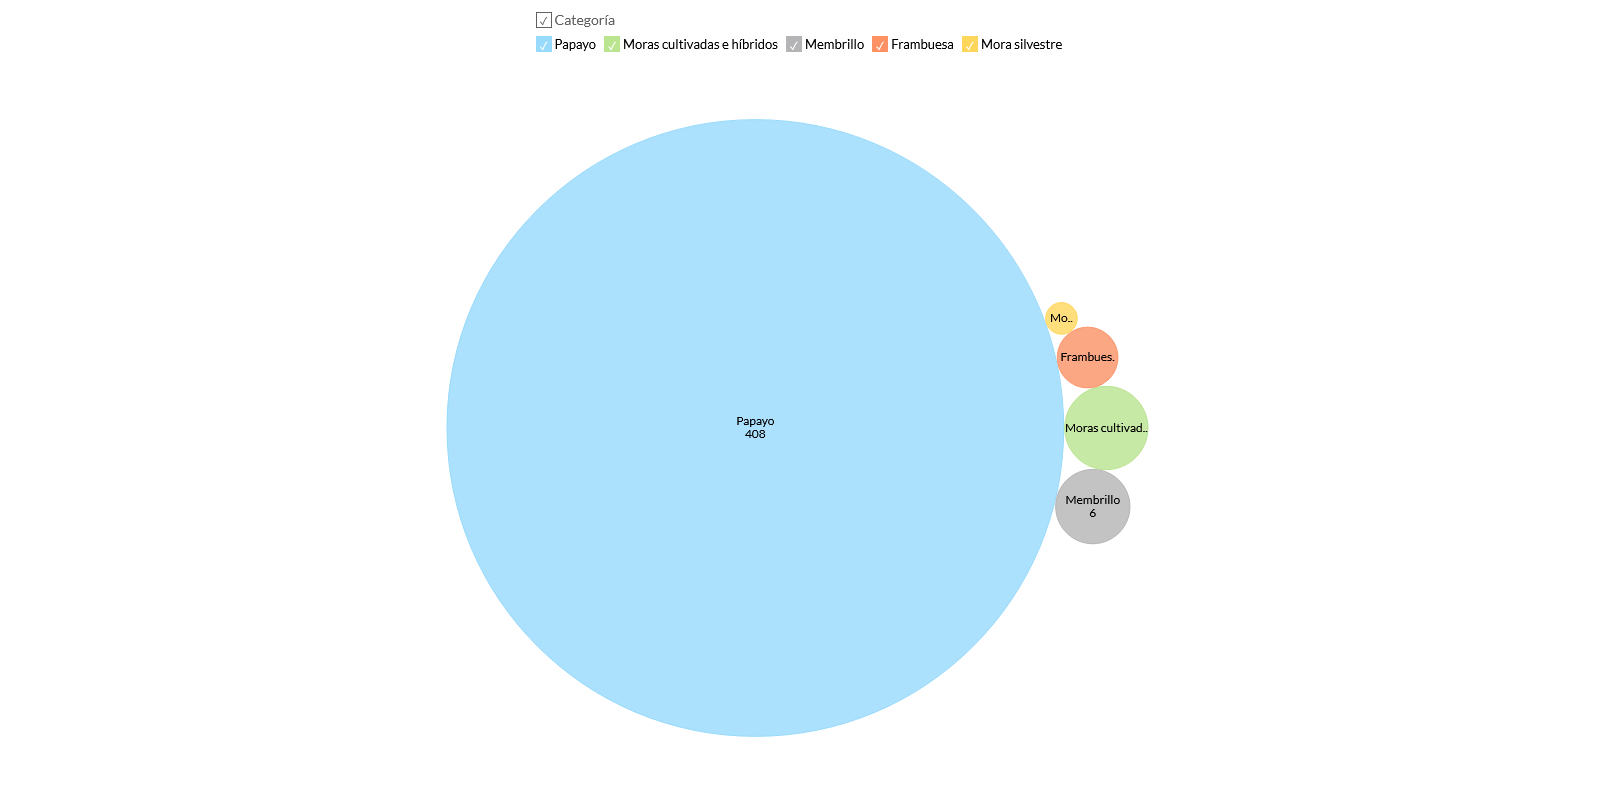 Categoría
Papayo Moras cultivadas e híbridos Membrillo Frambuesa Mora silvestre
Mo..
Frambues.
Papayo
408
Moras cultivad..
Membrillo
6